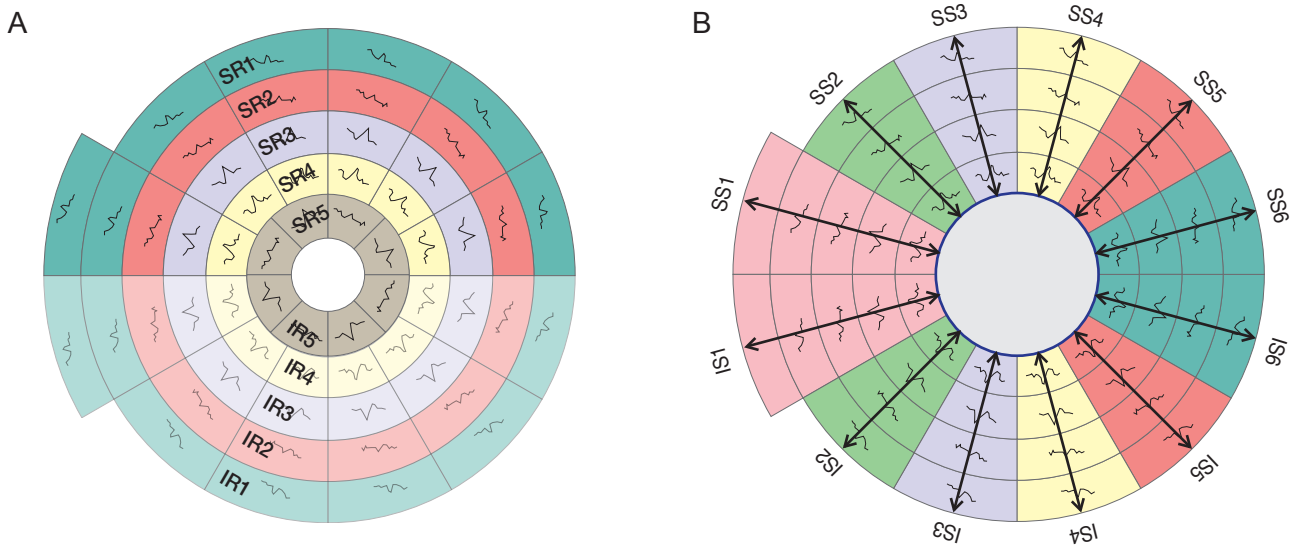 A
SR1
SR2
SR3
SR4
SR5
IR5
IR4
IR3
IR2
IR1
B
SS1
SS2
SS3
SS4
SS5
SS6
IS6
IS5
IS4
IS3
IS2
IS1